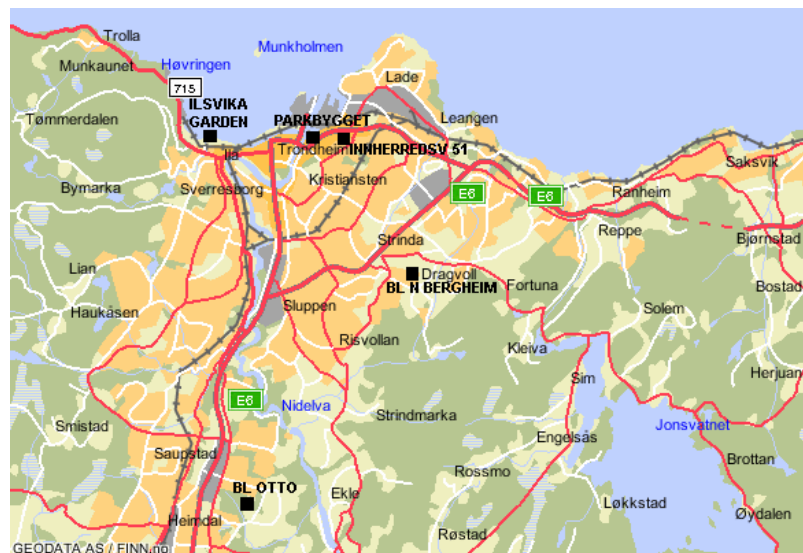 Trolla
Munkholmen
Munkaunet
Høvringen
Lade
715
ILSVIKA
GARDEN
PARKBYGGET
Leangen
Tømmerdalen
Ila
Trondheim
INNHERREDSV 51
Saksvik
Kristiansten
Bymarka
Sverresborg
E6
E6
Ranheim
Reppe
Strinda
Bjørnstad
Lian
Dragvoll
BL N BERGHEIM
Fortuna
Bostad
Haukåsen
Sluppen
Solem
Risvollan
Kleiva
Sim
Herjuan
E6
Nidelva
Strindmarka
Smistad
Jonsvatnet
Engelsås
Saupstad
Brottan
Rossmo
BL OTTO
Ekle
Løkkstad
Øydalen
Heimdal
Røstad
GEODATA AS / FINN.no